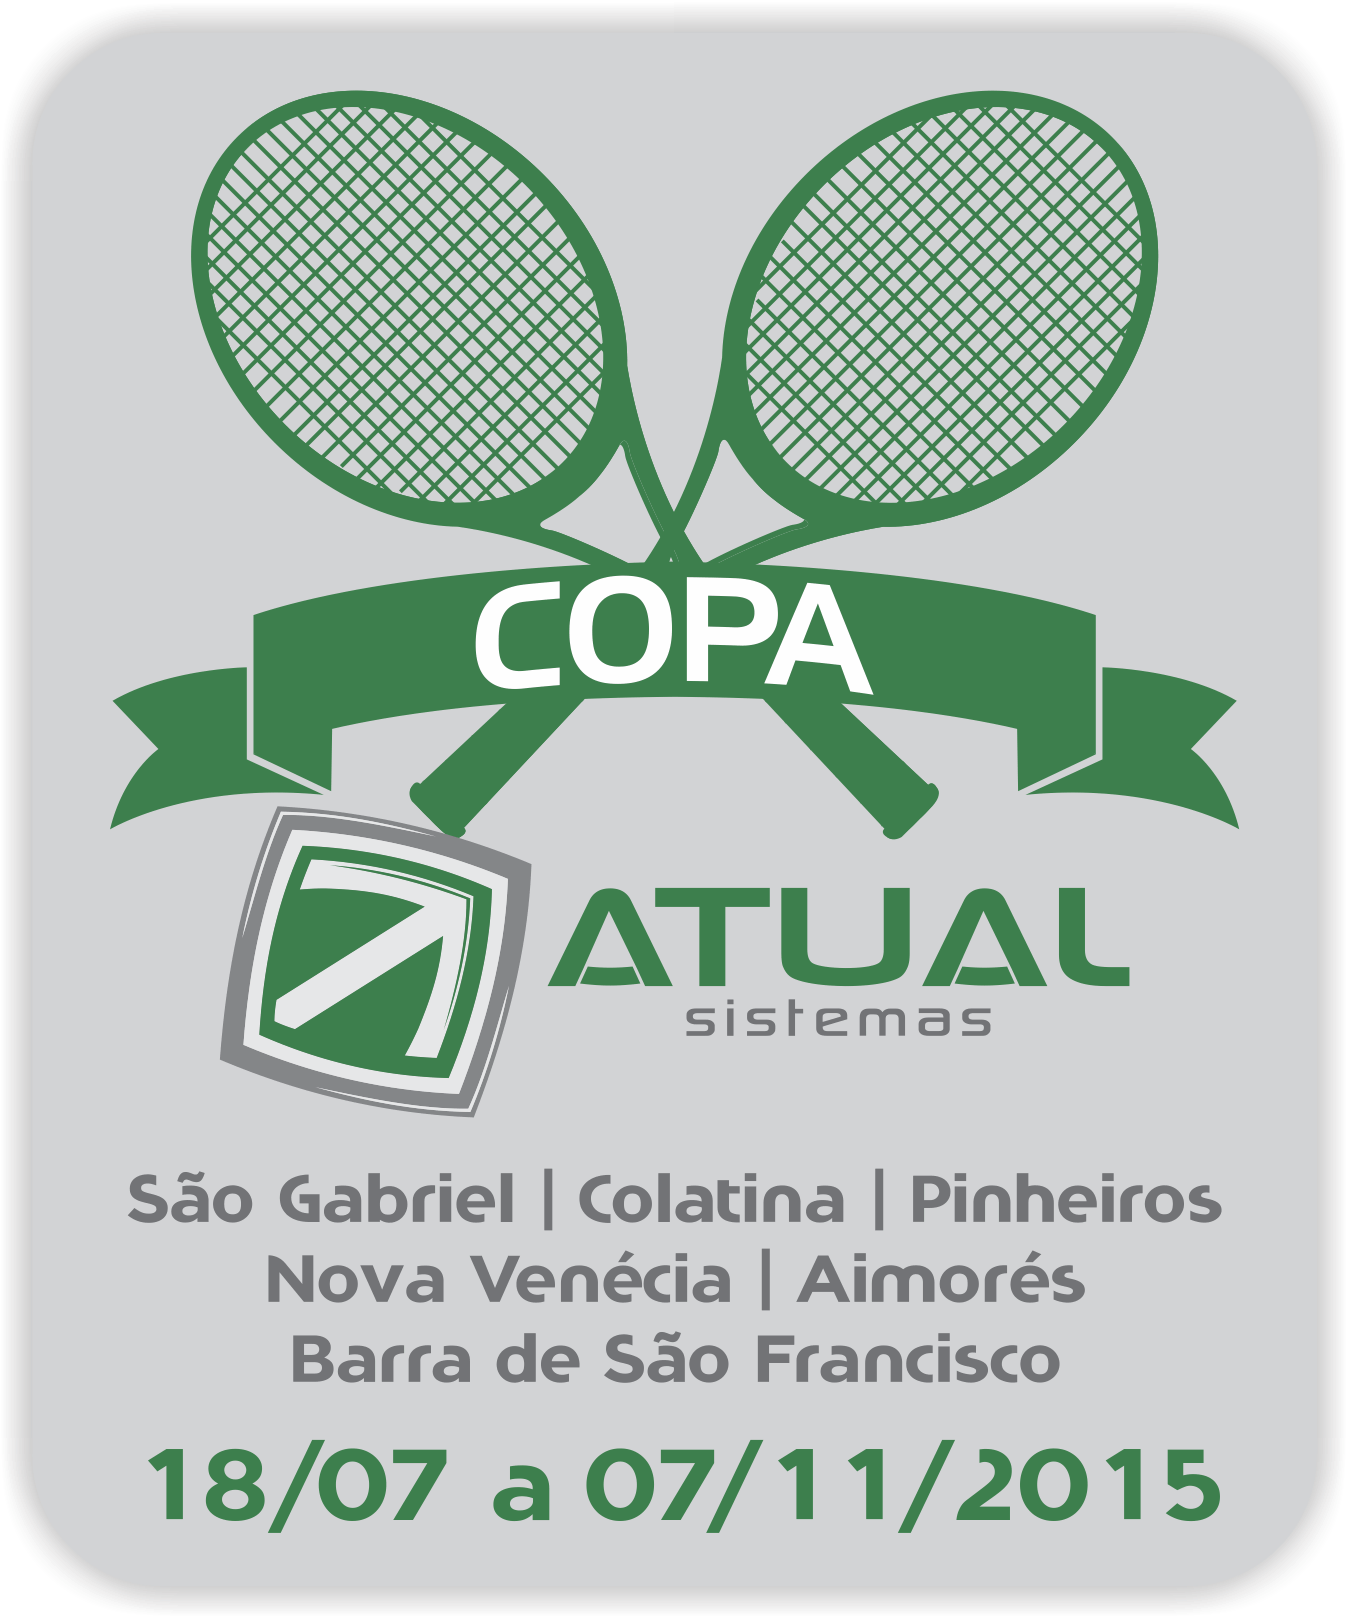 COPA
ATUAL
sistemas
São Gabriel | Colatina | Pinheiros
Nova Venécia | Aimorés
Barra de São Francisco
18/07 a 07/11/2015